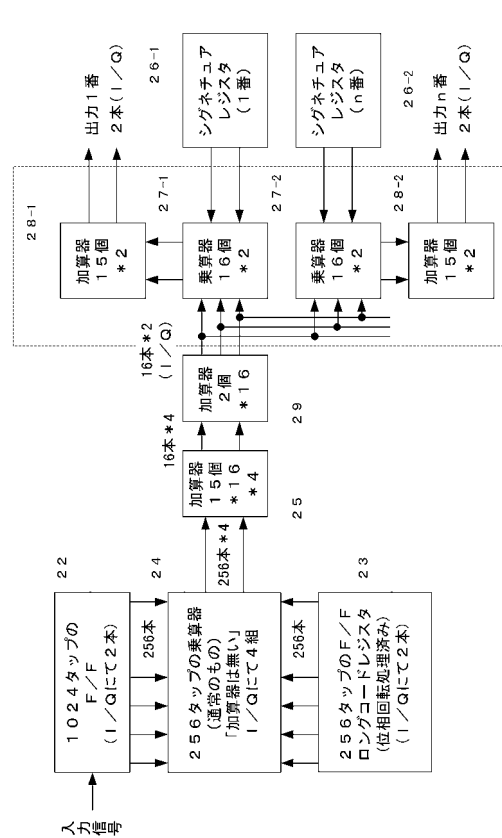 入力信号
２２
１０２４タップの
Ｆ／Ｆ
（Ｉ／Ｑにて２本）
256本
２４
２５６タップの乗算器
（通常のもの）
「加算器は無い」
Ｉ／Ｑにて４組
256本
２３
２５６タップのＦ／Ｆ
ロングコードレジスタ
（位相回転処理済み）
（Ｉ／Ｑにて２本）
256本＊4
加算器
１５個
＊１６
＊４
２５
16本＊4
加算器
２個
＊１６
２９
16本＊2
（Ｉ／Ｑ）
２８-1
加算器
１５個
＊２
２７-1
乗算器
１６個
＊２
２７-2
乗算器
１６個
＊２
２８-2
加算器
１５個
＊２
出力１番
２本（Ｉ／Ｑ）
２６-1
シグネチュア
レジスタ
（１番）
シグネチュア
レジスタ
（ｎ番）
２６-2
出力ｎ番
２本（Ｉ／Ｑ）